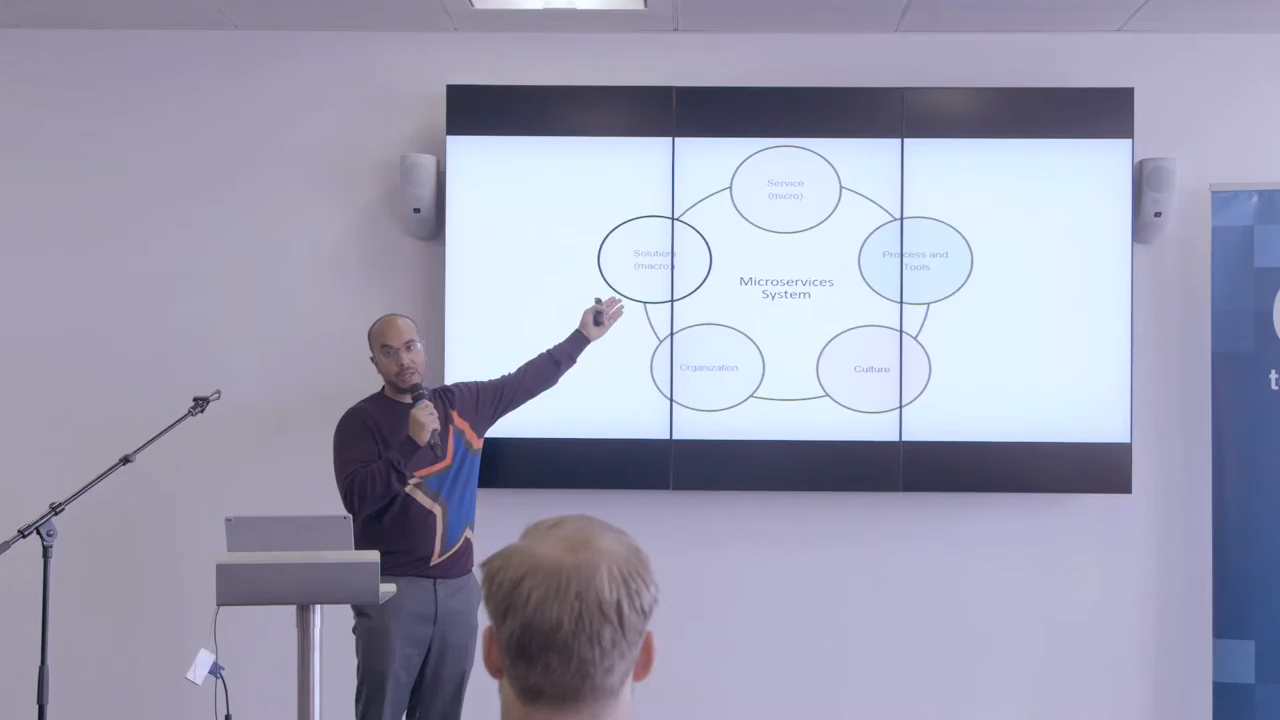 Service
(micro)
Solution
(macro)
Process and
Tools
Microservices
System
Organization
Culture
t